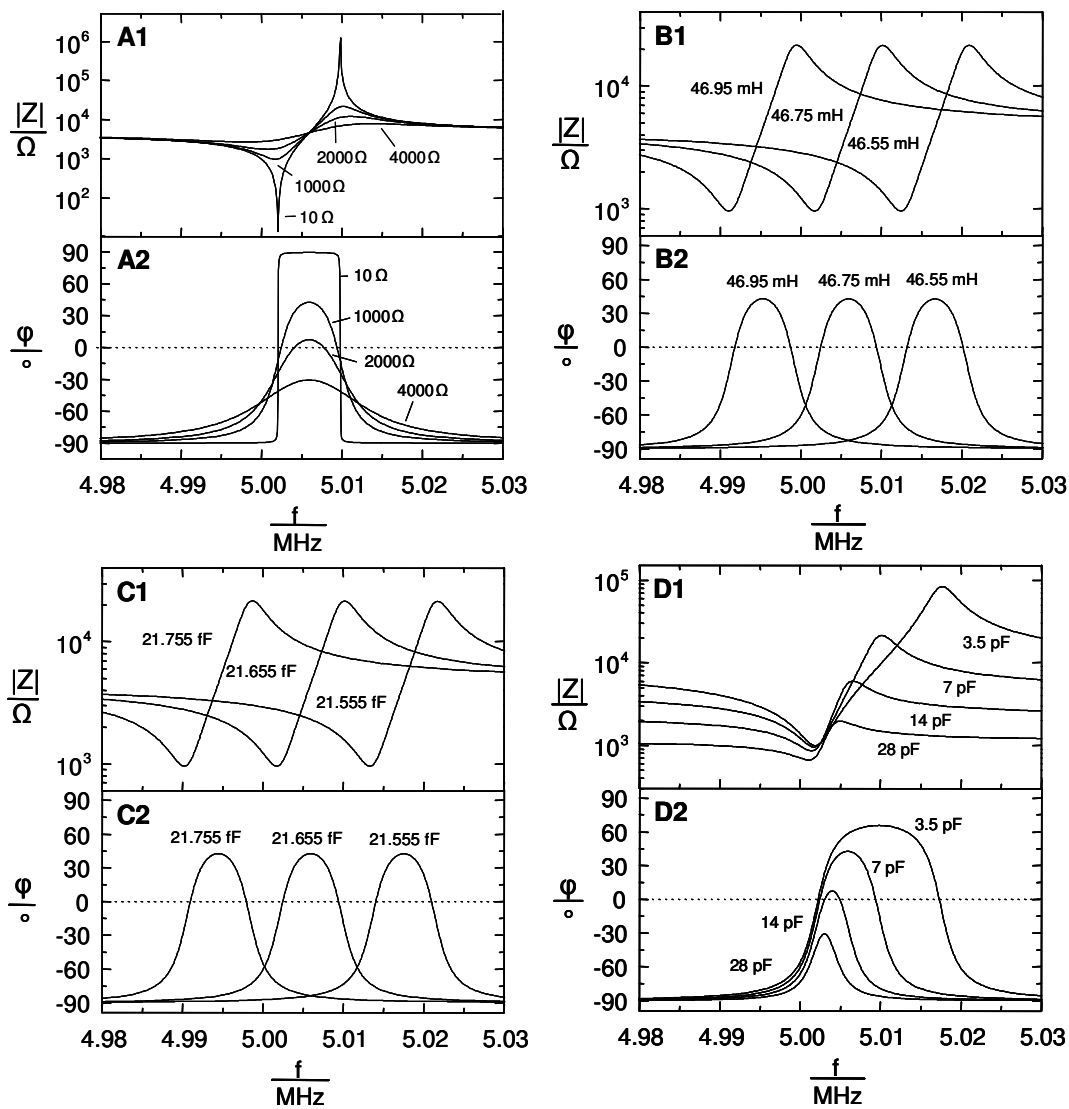 A1
10⁶
10⁵
10⁴
10³
10²
|Z|
Ω
2000Ω
4000Ω
1000Ω
10 Ω
A2
90
60
30
0
-30
-60
-90
φ
°
10 Ω
1000Ω
2000Ω
4000Ω
4.98 4.99 5.00 5.01 5.02 5.03
f
MHz
B1
10⁴
10³
|Z|
Ω
46.95 mH
46.75 mH
46.55 mH
B2
90
60
30
0
-30
-60
-90
φ
°
46.95 mH 46.75 mH 46.55 mH
4.98 4.99 5.00 5.01 5.02 5.03
f
MHz
C1
10⁴
10³
|Z|
Ω
21.755 fF
21.655 fF
21.555 fF
C2
90
60
30
0
-30
-60
-90
φ
°
21.755 fF 21.655 fF 21.555 fF
4.98 4.99 5.00 5.01 5.02 5.03
f
MHz
D1
10⁵
10⁴
10³
|Z|
Ω
3.5 pF
7 pF
14 pF
28 pF
D2
90
60
30
0
-30
-60
-90
φ
°
3.5 pF
7 pF
14 pF
28 pF
4.98 4.99 5.00 5.01 5.02 5.03
f
MHz